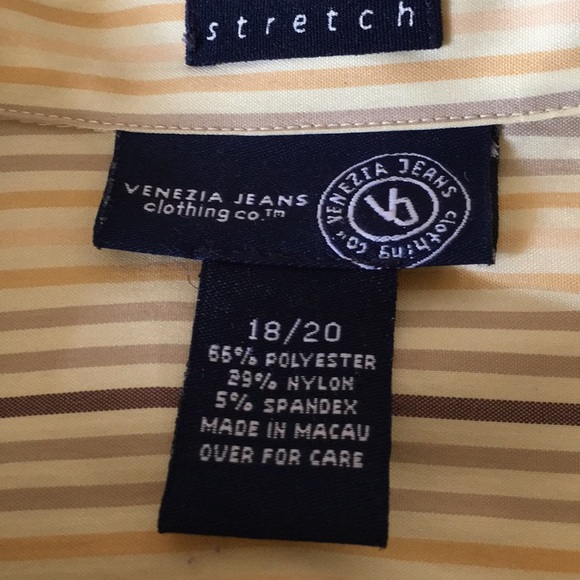 stretch
VENEZIA JEANS
clothing co.™
VENEZIA JEANS clothing co™
VJ
18/20
66% POLYESTER
29% NYLON
5% SPANDEX
MADE IN MACAU
OVER FOR CARE